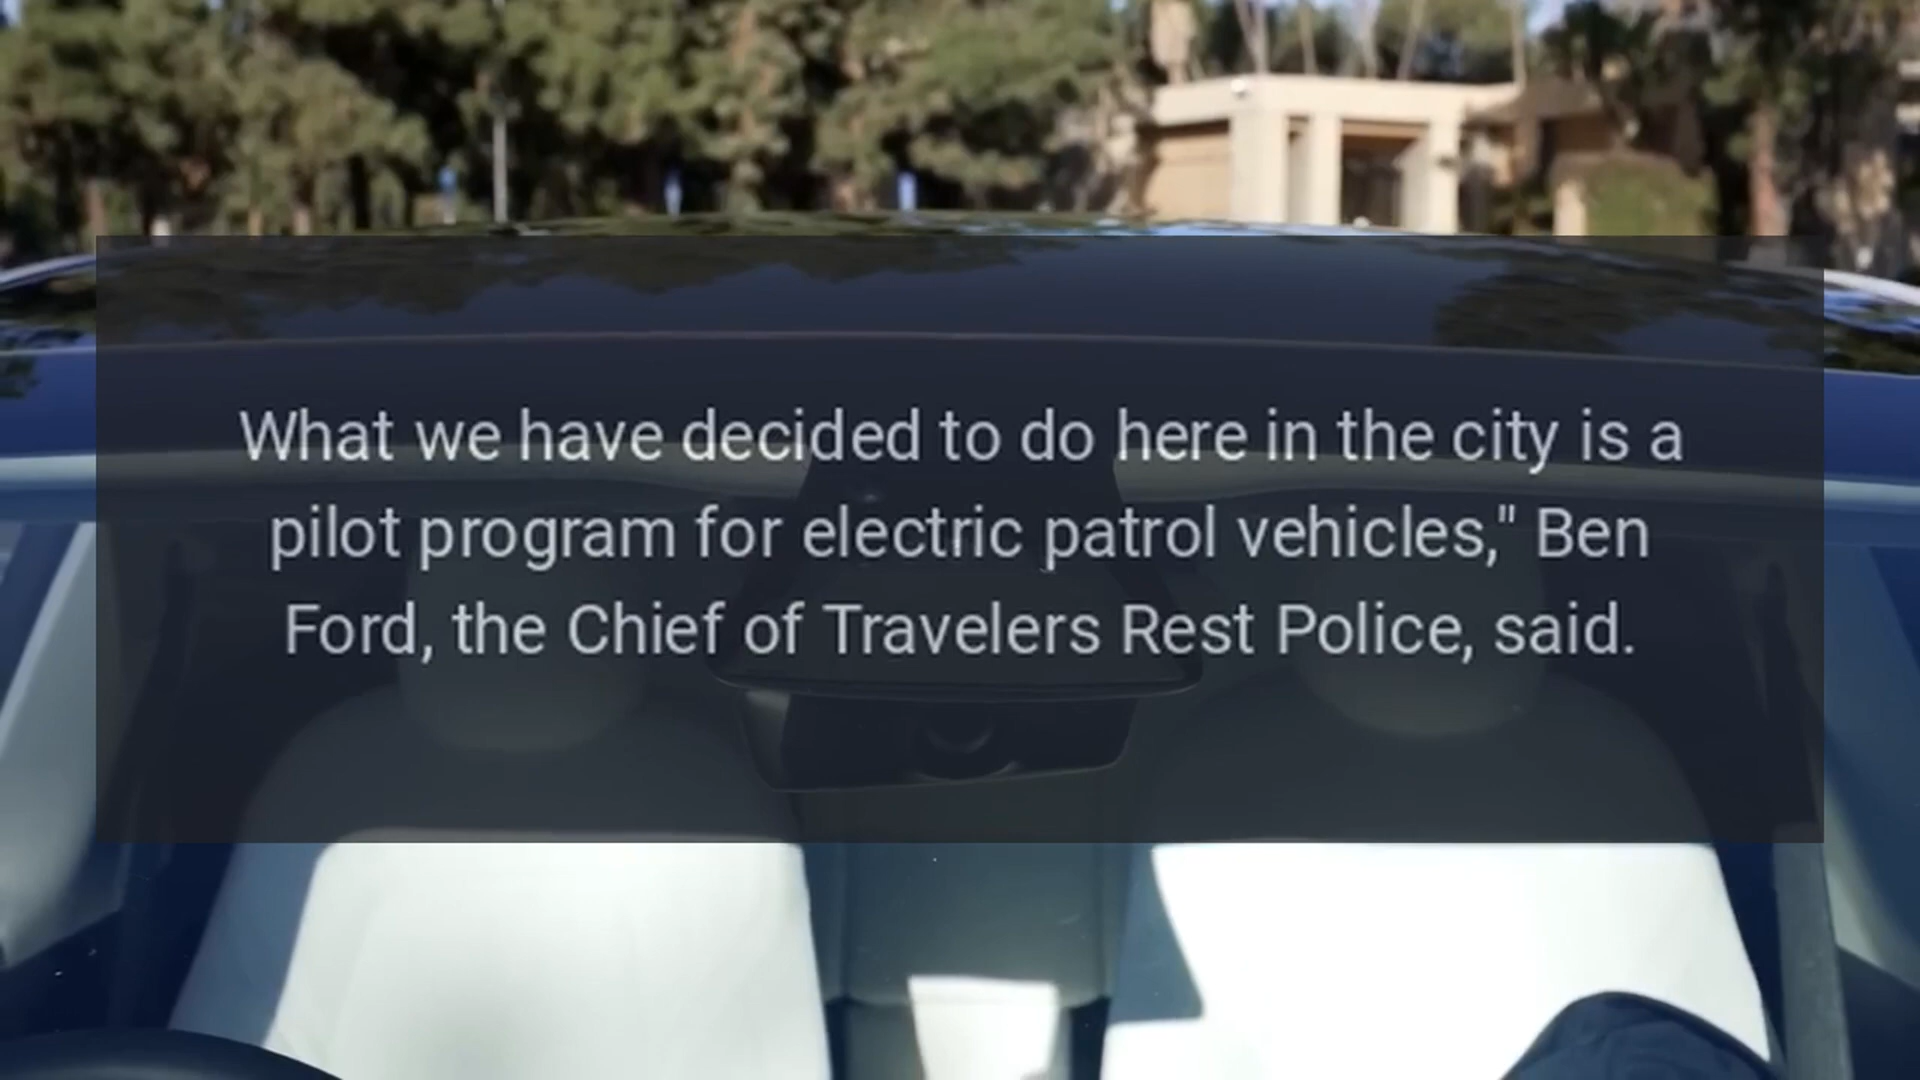 What we have decided to do here in the city is a
pilot program for electric patrol vehicles," Ben
Ford, the Chief of Travelers Rest Police, said.